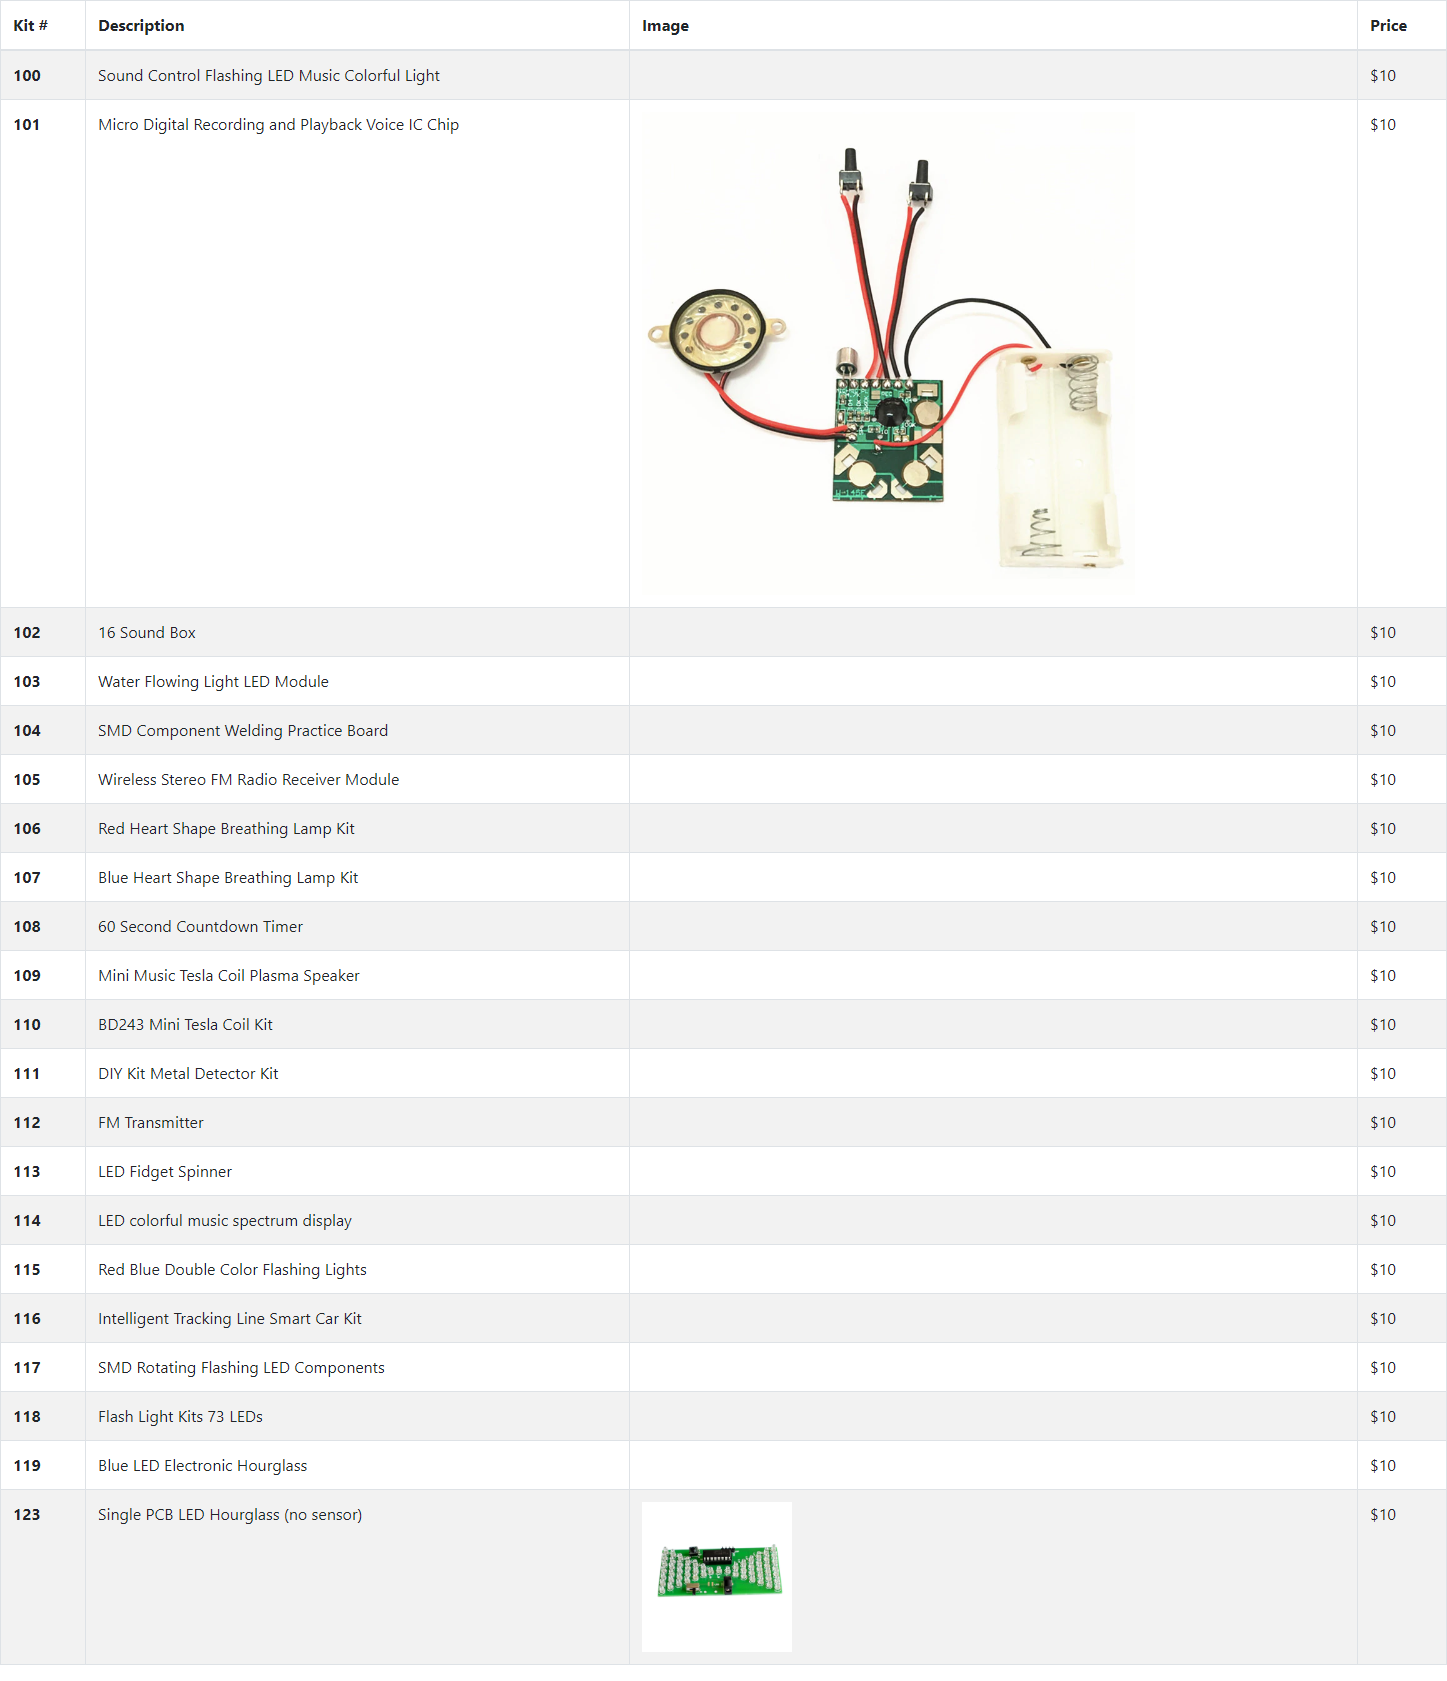 Kit # Description Image Price
100 Sound Control Flashing LED Music Colorful Light $10
101 Micro Digital Recording and Playback Voice IC Chip $10
102 16 Sound Box $10
103 Water Flowing Light LED Module $10
104 SMD Component Welding Practice Board $10
105 Wireless Stereo FM Radio Receiver Module $10
106 Red Heart Shape Breathing Lamp Kit $10
107 Blue Heart Shape Breathing Lamp Kit $10
108 60 Second Countdown Timer $10
109 Mini Music Tesla Coil Plasma Speaker $10
110 BD243 Mini Tesla Coil Kit $10
111 DIY Kit Metal Detector Kit $10
112 FM Transmitter $10
113 LED Fidget Spinner $10
114 LED colorful music spectrum display $10
115 Red Blue Double Color Flashing Lights $10
116 Intelligent Tracking Line Smart Car Kit $10
117 SMD Rotating Flashing LED Components $10
118 Flash Light Kits 73 LEDs $10
119 Blue LED Electronic Hourglass $10
123 Single PCB LED Hourglass (no sensor) $10